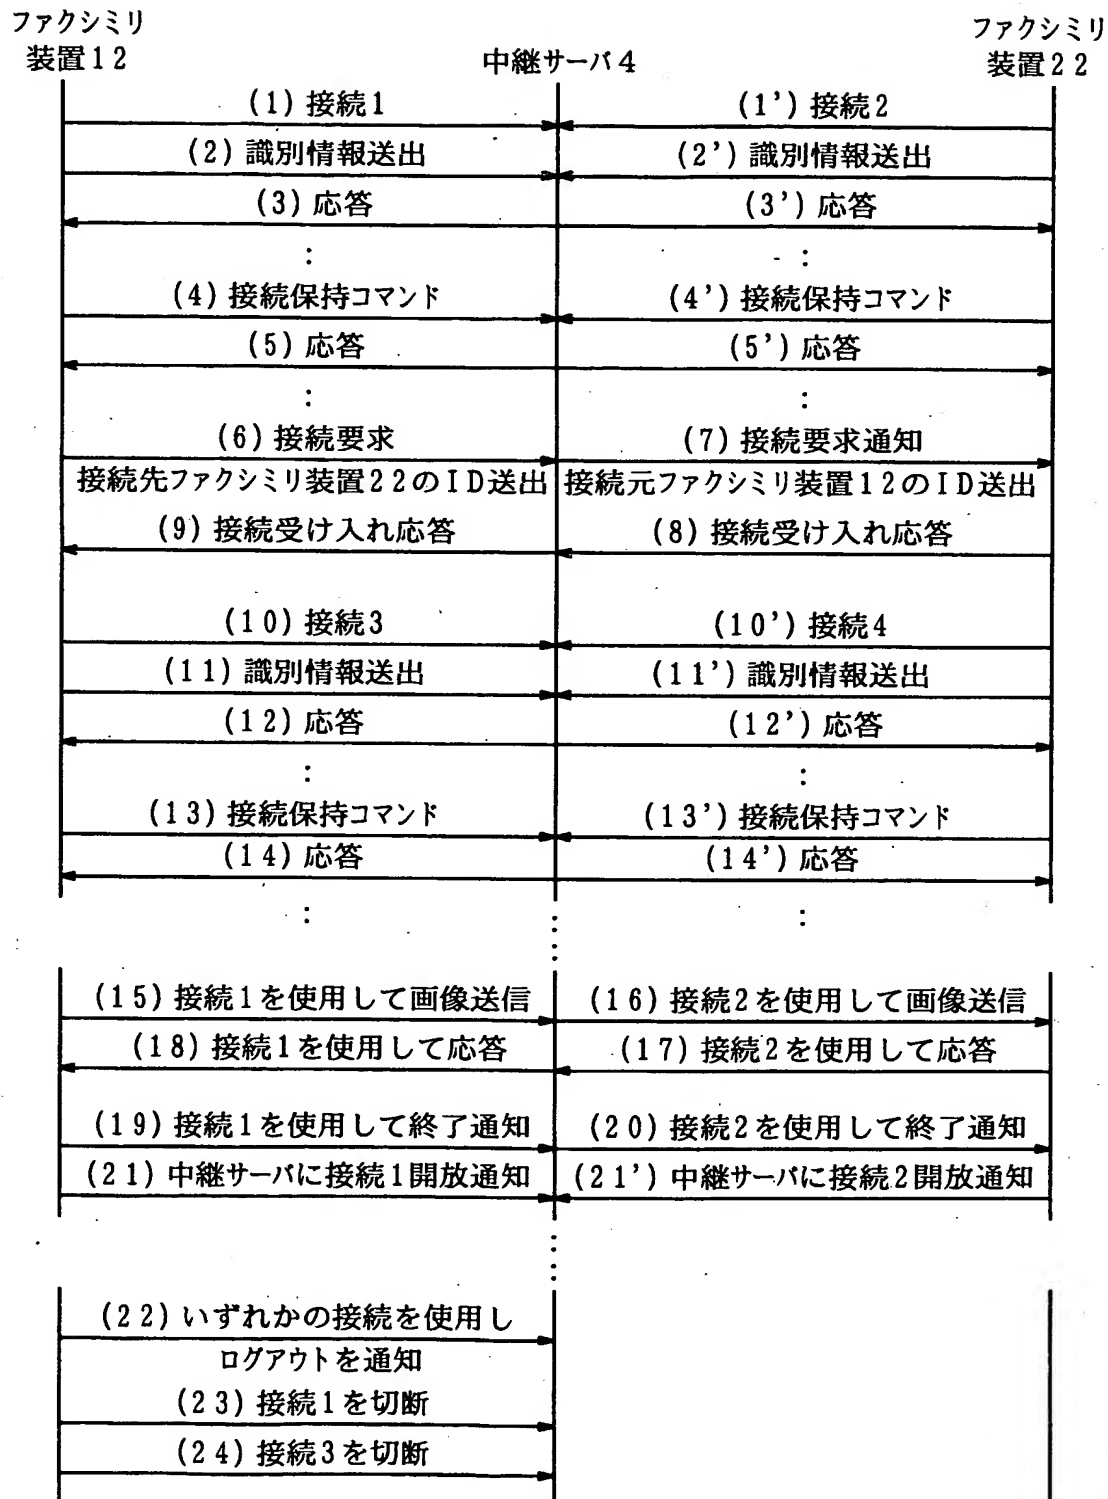 ファクシミリ
装置12
中継サーバ4
ファクシミリ
装置22
(1)接続1
(1')接続2
(2)識別情報送出
(2')識別情報送出
(3)応答
(3')応答
:
:
(4)接続保持コマンド
(4')接続保持コマンド
(5)応答
(5')応答
:
:
(6)接続要求
(7)接続要求通知
接続先ファクシミリ装置22のID送出
接続元ファクシミリ装置12のID送出
(9)接続受け入れ応答
(8)接続受け入れ応答
(10)接続3
(10')接続4
(11)識別情報送出
(11')識別情報送出
(12)応答
(12')応答
:
:
(13)接続保持コマンド
(13')接続保持コマンド
(14)応答
(14')応答
:
:
(15)接続1を使用して画像送信
(16)接続2を使用して画像送信
(18)接続1を使用して応答
(17)接続2を使用して応答
(19)接続1を使用して終了通知
(20)接続2を使用して終了通知
(21)中継サーバに接続1開放通知
(21')中継サーバに接続2開放通知
(22)いずれかの接続を使用し
ログアウトを通知
(23)接続1を切断
(24)接続3を切断